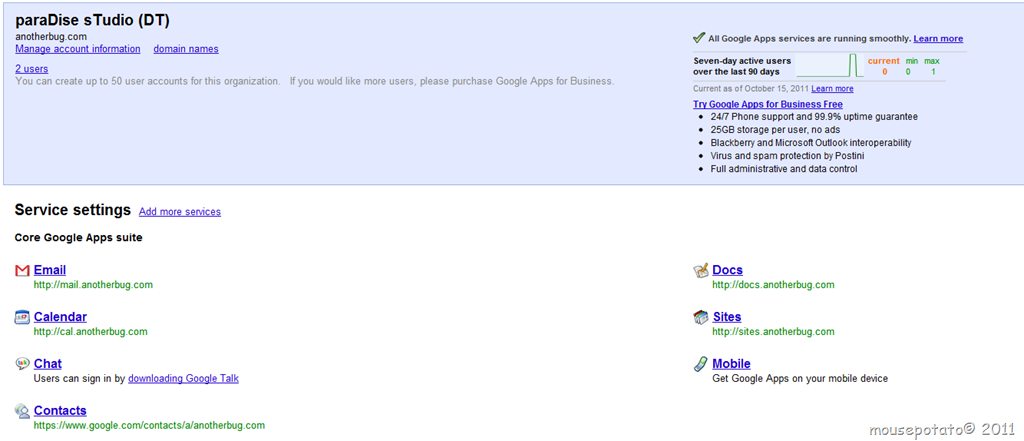 paraDise sTudio (DT)
anotherbug.com
Manage account information domain names
2 users
You can create up to 50 user accounts for this organization. If you would like more users, please purchase Google Apps for Business.
All Google Apps services are running smoothly. Learn more
Seven-day active users over the last 90 days
current min max
0 0 1
Current as of October 15, 2011 Learn more
Try Google Apps for Business Free
24/7 Phone support and 99.9% uptime guarantee
25GB storage per user, no ads
Blackberry and Microsoft Outlook interoperability
Virus and spam protection by Postini
Full administrative and data control
Service settings Add more services
Core Google Apps suite
Email
http://mail.anotherbug.com
Calendar
http://cal.anotherbug.com
Chat
Users can sign in by downloading Google Talk
Contacts
https://www.google.com/contacts/a/anotherbug.com
Docs
http://docs.anotherbug.com
Sites
http://sites.anotherbug.com
Mobile
Get Google Apps on your mobile device
mousepotato© 2011